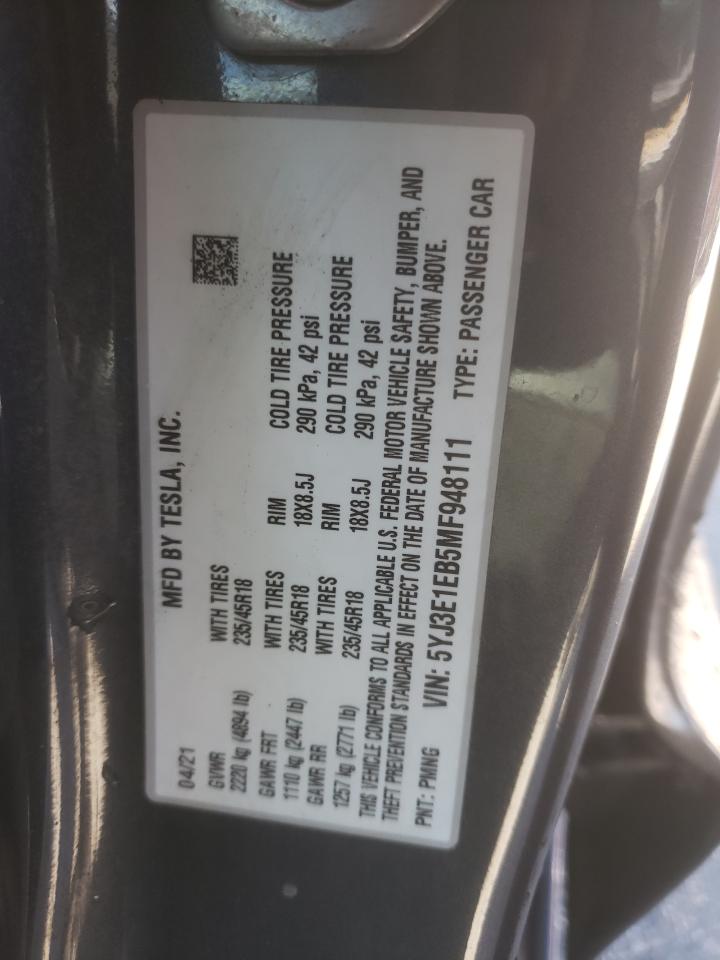 MFD BY TESLA, INC.
04/21
GVWR WITH TIRES
2220 kg (4894 lb) 235/45R18
GAWR FRT WITH TIRES RIM COLD TIRE PRESSURE
1110 kg (2447 lb) 235/45R18 18X8.5J 290 kPa, 42 psi
GAWR RR WITH TIRES RIM COLD TIRE PRESSURE
1257 kg (2771 lb) 235/45R18 18X8.5J 290 kPa, 42 psi
THIS VEHICLE CONFORMS TO ALL APPLICABLE U.S. FEDERAL MOTOR VEHICLE SAFETY, BUMPER, AND
THEFT PREVENTION STANDARDS IN EFFECT ON THE DATE OF MANUFACTURE SHOWN ABOVE.
PNT: PMNG VIN: 5YJ3E1EB5MF948111 TYPE: PASSENGER CAR